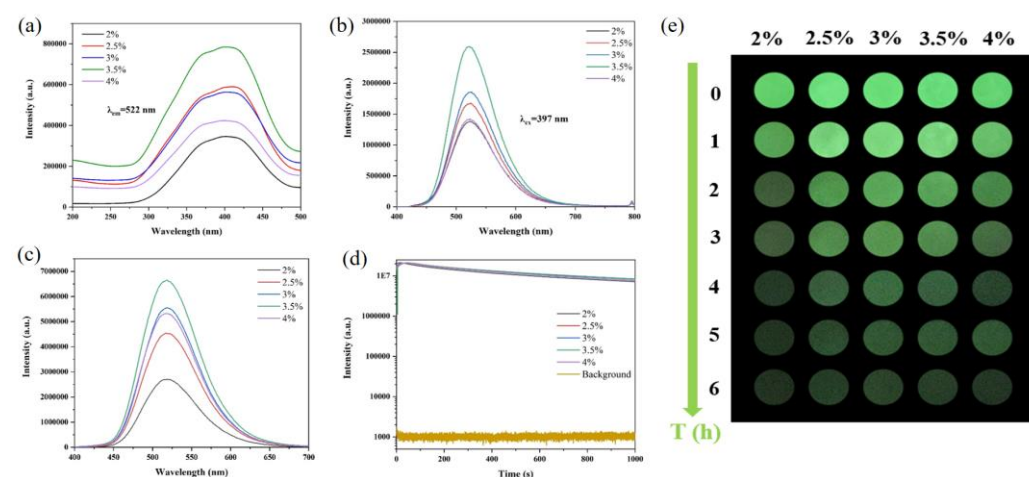 (a)
2%
2.5%
3%
3.5%
4%
λem=522 nm
Intensity (a.u.)
800000
600000
400000
200000
0
200 250 300 350 400 450 500
Wavelength (nm)
(b)
2%
2.5%
3%
3.5%
4%
λex=397 nm
Intensity (a.u.)
3000000
2500000
2000000
1500000
1000000
500000
0
400 500 600 700 800
Wavelength (nm)
(c)
2%
2.5%
3%
3.5%
4%
Intensity (a.u.)
7000000
6000000
5000000
4000000
3000000
2000000
1000000
0
400 450 500 550 600 650 700
Wavelength (nm)
(d)
2%
2.5%
3%
3.5%
4%
Background
Intensity (a.u.)
1E7
1000000
100000
10000
1000
0 200 400 600 800 1000
Time (s)
(e)
2% 2.5% 3% 3.5% 4%
0
1
2
3
4
5
6
T (h)